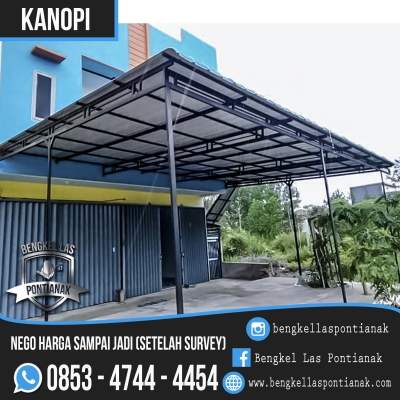 KANOPI
BENGKEL LAS
PONTIANAK
NEGO HARGA SAMPAI JADI (SETELAH SURVEY)
0853 - 4744 - 4454
bengkellaspontianak
Bengkel Las Pontianak
www.bengkellaspontianak.com